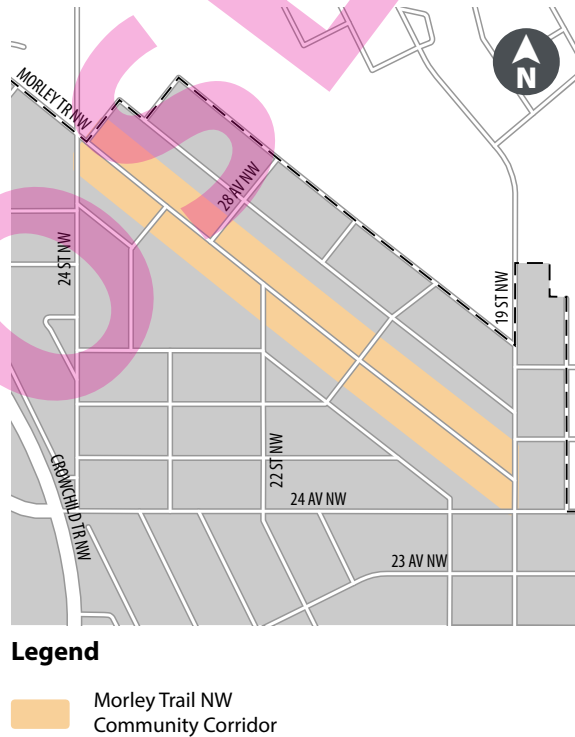 N
MORLEY TR NW
28 AV NW
24 ST NW
19 ST NW
22 ST NW
CROWCHILD TR NW
24 AV NW
23 AV NW
Legend
Morley Trail NW
Community Corridor